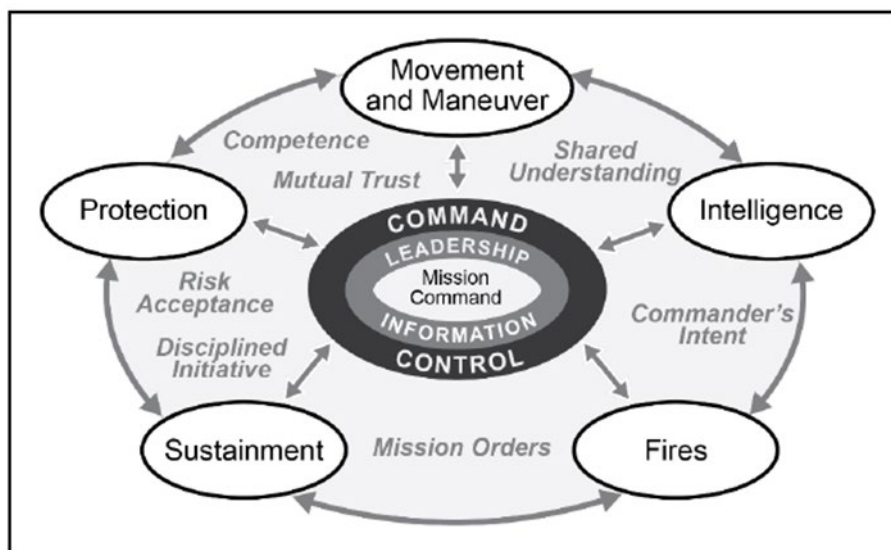 Movement
and Maneuver
Competence
Mutual Trust
Shared
Understanding
Protection
Intelligence
COMMAND
LEADERSHIP
Mission
Command
INFORMATION
CONTROL
Risk
Acceptance
Disciplined
Initiative
Commander's
Intent
Sustainment
Mission Orders
Fires